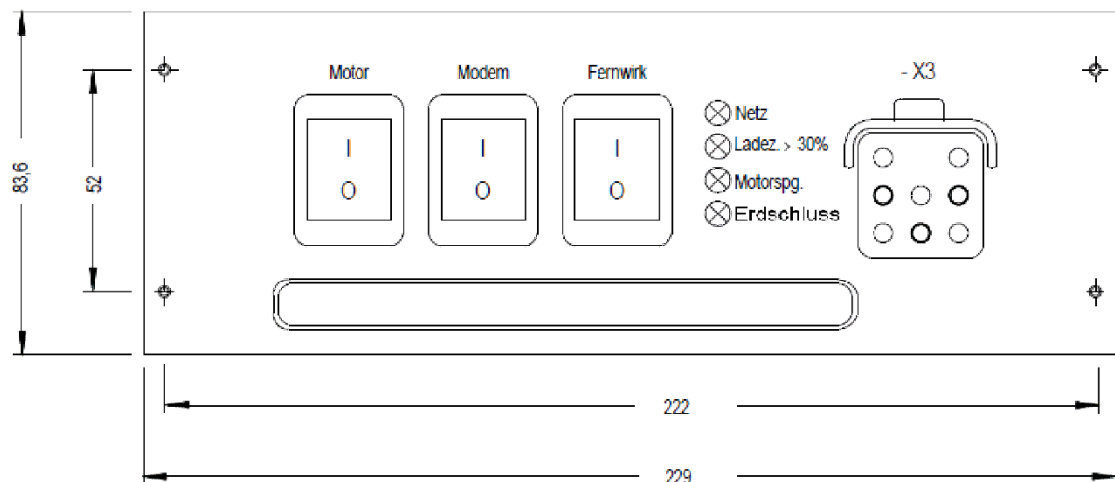 Motor
Modem
Fernwirk
- X3
I
O
I
O
I
O
Netz
Ladez. > 30%
Motorspg.
Erdschluss
83,6
52
222
229